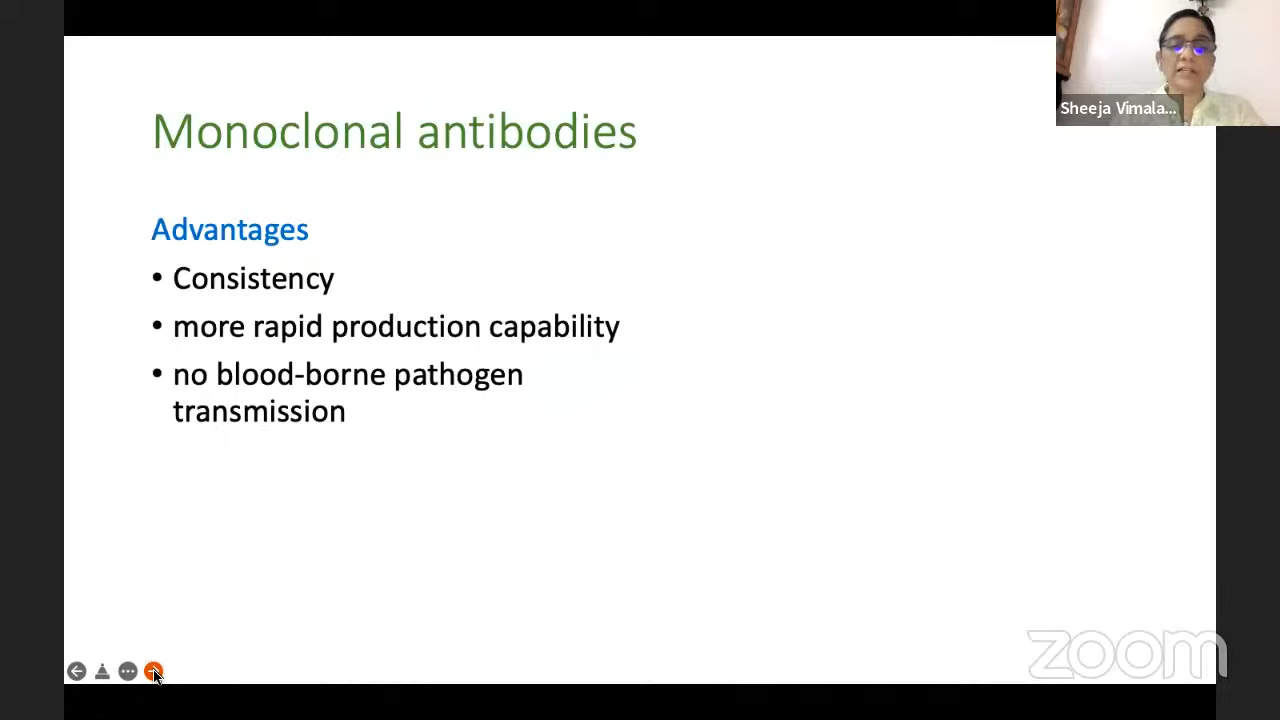 Sheeja Vimala...
Monoclonal antibodies
Advantages
• Consistency
• more rapid production capability
• no blood-borne pathogen
transmission
zoom